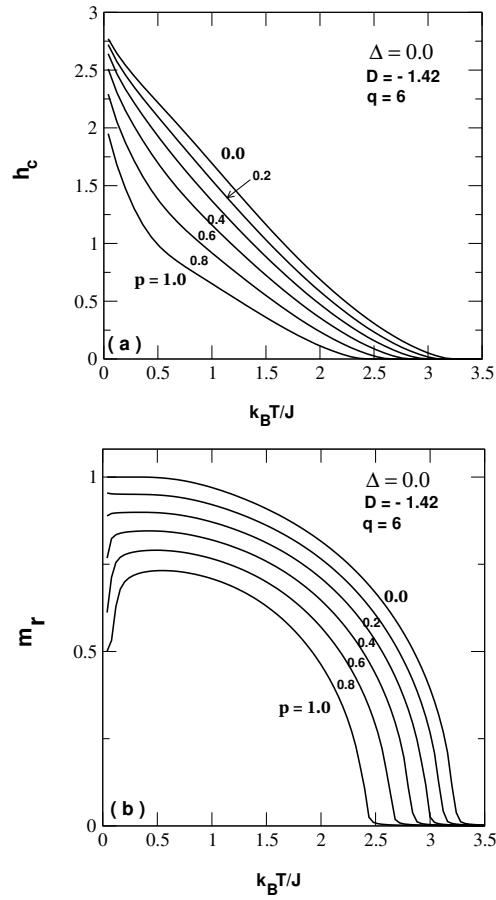 3
2.5
2
1.5
1
0.5
0
h_c
Δ = 0.0
D = - 1.42
q = 6
0.0
0.2
0.4
0.6
0.8
p = 1.0
( a )
0 0.5 1 1.5 2 2.5 3 3.5
k_BT/J
1
0.5
0
m_r
Δ = 0.0
D = - 1.42
q = 6
0.0
0.2
0.4
0.6
0.8
p = 1.0
( b )
0 0.5 1 1.5 2 2.5 3 3.5
k_BT/J